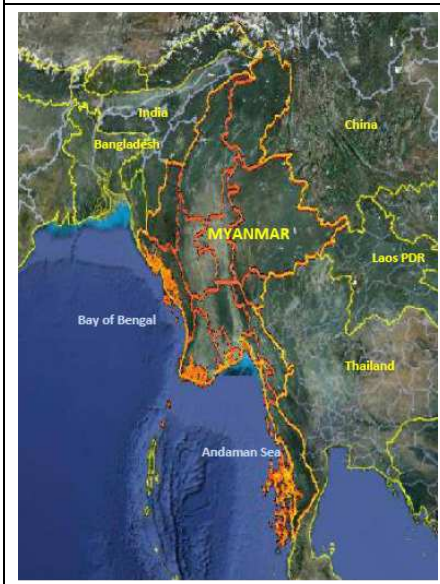 India
China
Bangladesh
MYANMAR
Laos PDR
Bay of Bengal
Thailand
Andaman Sea